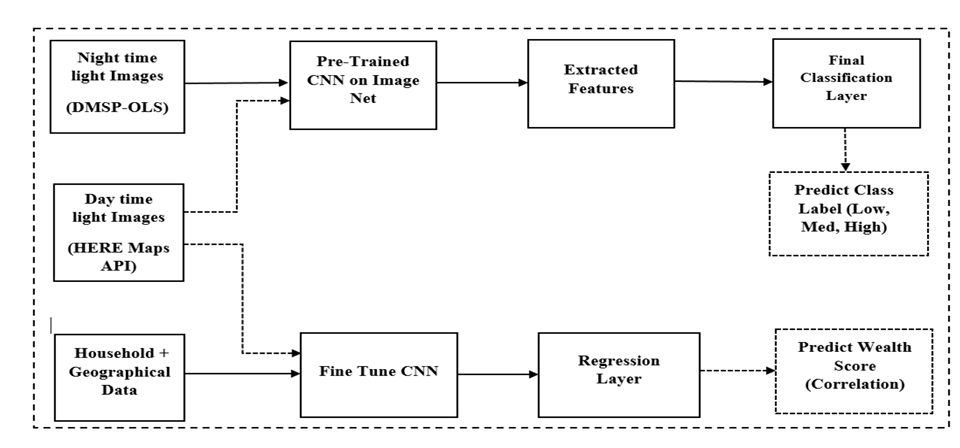 Night time
light Images
(DMSP-OLS)
Pre-Trained
CNN on Image
Net
Extracted
Features
Final
Classification
Layer
Predict Class
Label (Low,
Med, High)
Day time
light Images
(HERE Maps
API)
Household +
Geographical
Data
Fine Tune CNN
Regression
Layer
Predict Wealth
Score
(Correlation)